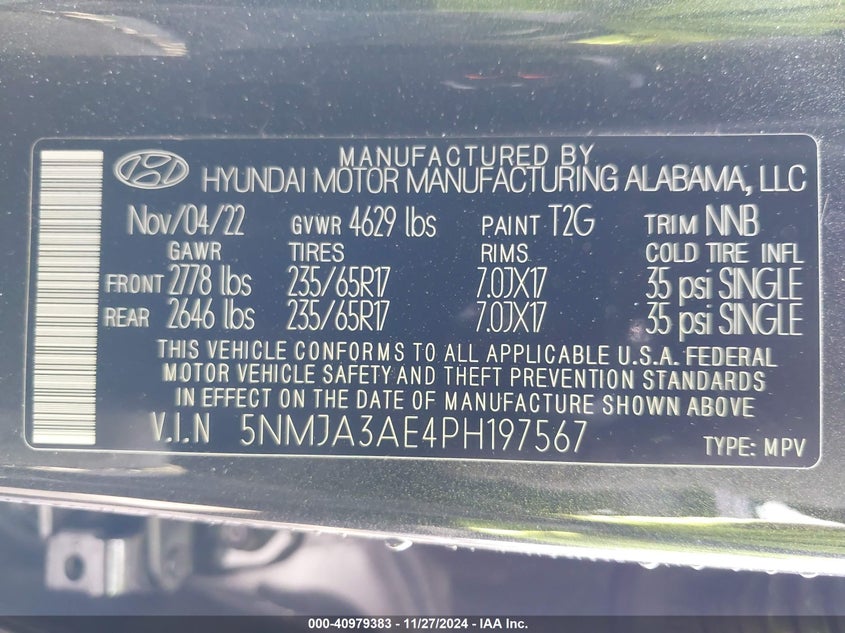 MANUFACTURED BY
HYUNDAI MOTOR MANUFACTURING ALABAMA, LLC
Nov/04/22 GVWR 4629 lbs PAINT T2G TRIM NNB
GAWR TIRES RIMS COLD TIRE INFL
FRONT 2778 lbs 235/65R17 7.0JX17 35 psi SINGLE
REAR 2646 lbs 235/65R17 7.0JX17 35 psi SINGLE
THIS VEHICLE CONFORMS TO ALL APPLICABLE U.S.A. FEDERAL
MOTOR VEHICLE SAFETY AND THEFT PREVENTION STANDARDS
IN EFFECT ON THE DATE OF MANUFACTURE SHOWN ABOVE.
V.I.N 5NMJA3AE4PH197567 TYPE: MPV
000-40979383 - 11/27/2024 - IAA Inc.